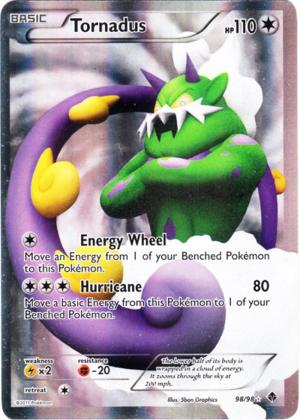 BASIC
Tornadus HP110
Energy Wheel
Move an Energy from 1 of your Benched Pokémon
to this Pokémon.
Hurricane 80
Move a basic Energy from this Pokémon to 1 of your
Benched Pokémon.
weakness
×2
resistance
-20
retreat
The lower half of its body is
wrapped in a cloud of energy.
It zooms through the sky at
200 mph.
©2011 Pokémon
Illus. 5ban Graphics
98/98